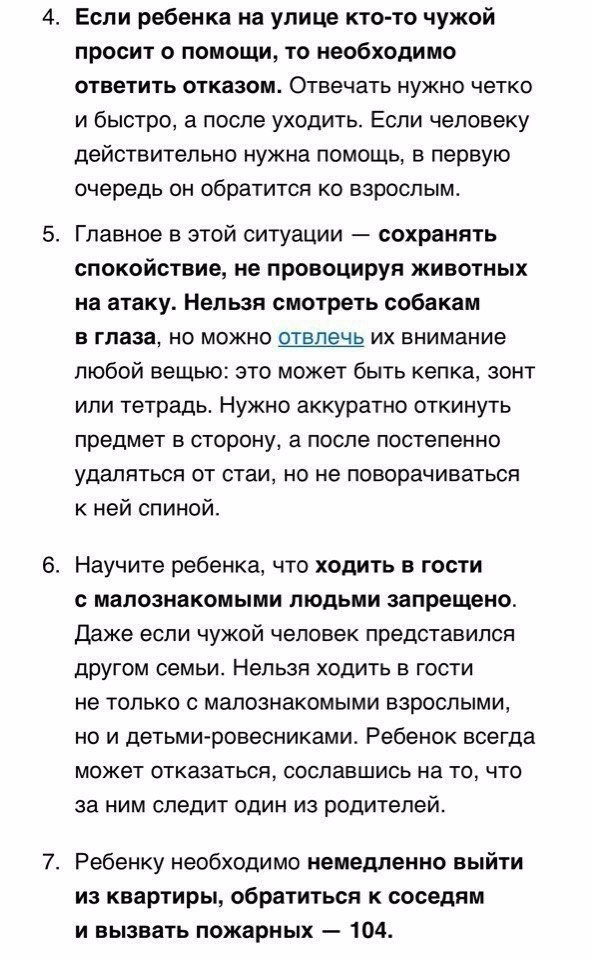 4. Если ребенка на улице кто-то чужой
просит о помощи, то необходимо
ответить отказом. Отвечать нужно четко
и быстро, а после уходить. Если человеку
действительно нужна помощь, в первую
очередь он обратится ко взрослым.
5. Главное в этой ситуации — сохранять
спокойствие, не провоцируя животных
на атаку. Нельзя смотреть собакам
в глаза, но можно отвлечь их внимание
любой вещью: это может быть кепка, зонт
или тетрадь. Нужно аккуратно откинуть
предмет в сторону, а после постепенно
удаляться от стаи, но не поворачиваться
к ней спиной.
6. Научите ребенка, что ходить в гости
с малознакомыми людьми запрещено.
Даже если чужой человек представился
другом семьи. Нельзя ходить в гости
не только с малознакомыми взрослыми,
но и детьми-ровесниками. Ребенок всегда
может отказаться, сославшись на то, что
за ним следит один из родителей.
7. Ребенку необходимо немедленно выйти
из квартиры, обратиться к соседям
и вызвать пожарных — 104.